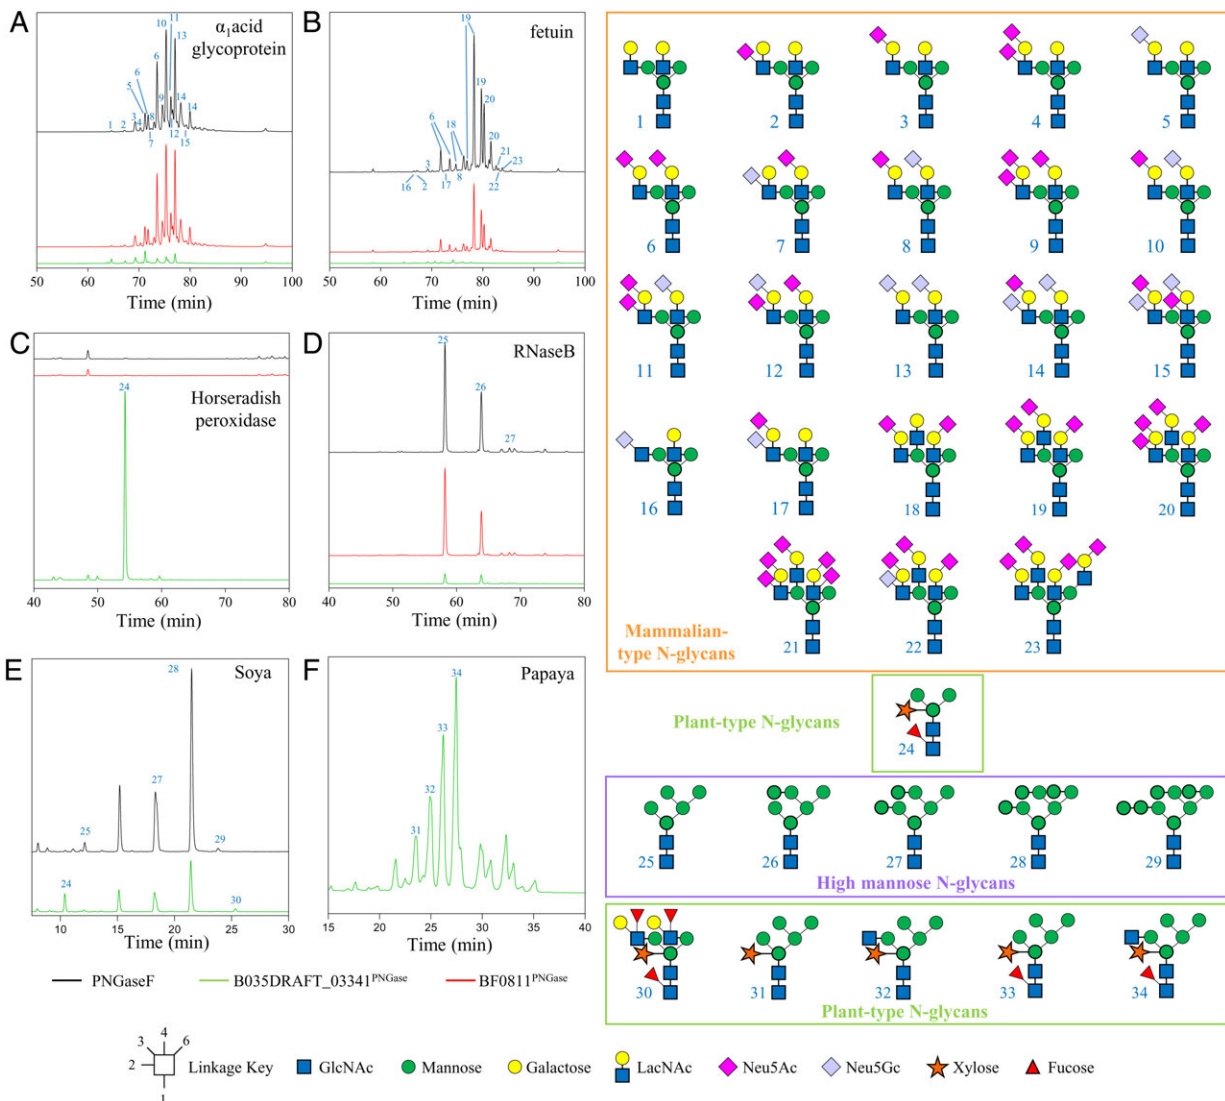 A
α₁acid
glycoprotein
1
2
3
4
5
6
7
8
9
10
11
12
13
14
14
15
6
50 60 70 80 90 100
Time (min)
B
fetuin
19
19
20
20
21
22
23
6
18
3
16
2
17
8
50 60 70 80 90 100
Time (min)
C
Horseradish
peroxidase
24
40 50 60 70 80
Time (min)
D
RNaseB
25
26
27
40 50 60 70 80
Time (min)
E
Soya
28
27
25
29
24
30
10 15 20 25 30
Time (min)
F
Papaya
34
33
32
31
15 20 25 30 35 40
Time (min)
PNGaseF B035DRAFT_03341ᴾᴺᴳᵃˢᵉ BF0811ᴾᴺᴳᵃˢᵉ
1 2 3 4 5
6 7 8 9 10
11 12 13 14 15
16 17 18 19 20
21 22 23
Mammalian-
type N-glycans
Plant-type N-glycans
24
25 26 27 28 29
High mannose N-glycans
30 31 32 33 34
Plant-type N-glycans
3 4 6
2
1
Linkage Key GlcNAc Mannose Galactose LacNAc Neu5Ac Neu5Gc Xylose Fucose